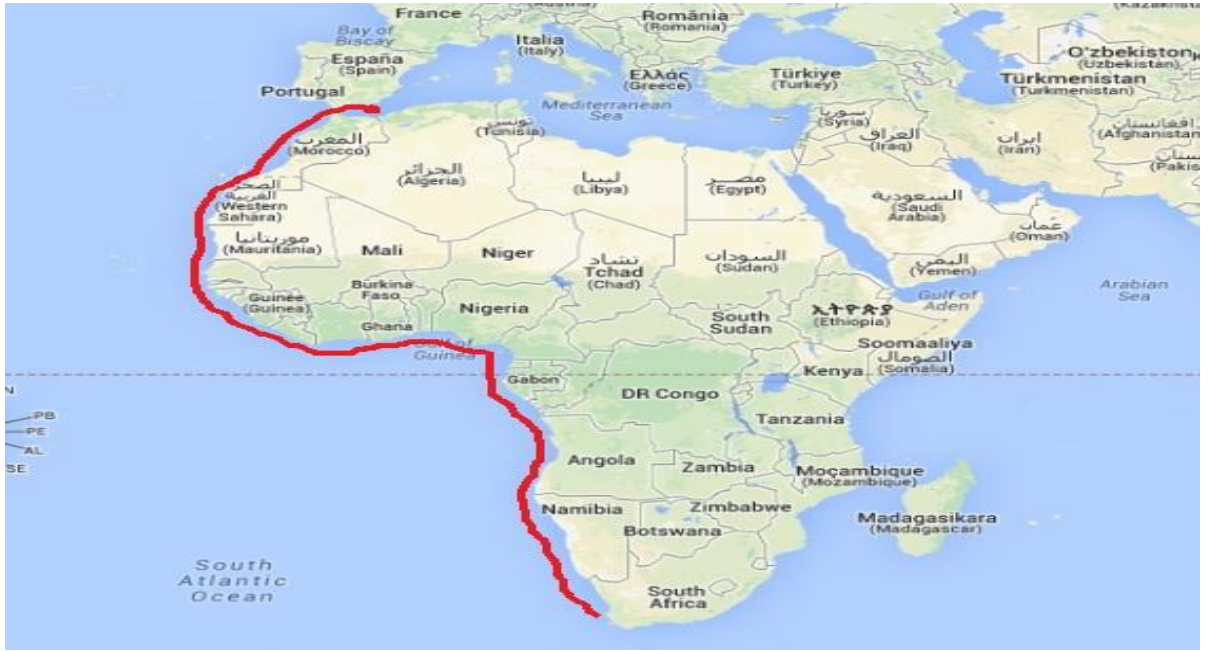 France
România
(Romania)
Bay of
Biscay
Italia
(Italy)
España
(Spain)
Portugal
Ελλάς
(Greece)
Türkiye
(Turkey)
O'zbekiston
(Uzbekistan)
Türkmenistan
(Turkmenistan)
Mediterranean
Sea
تونس
(Tunisia)
سوريا
(Syria)
العراق
(Iraq)
ايران
(Iran)
افغانستان
(Afghanistan
(Pakis
المغرب
(Morocco)
الجزائر
(Algeria)
ليبيا
(Libya)
مصر
(Egypt)
السعودية
(Saudi
Arabia)
عمان
(Oman)
الصحر
الغربية
(Western
Sahara)
موريتانيا
(Mauritania)
Mali
Niger
تشاد
Tchad
(Chad)
السودان
(Sudan)
اليمن
(Yemen)
Arabian
Sea
Gulf of
Aden
Guinée
(Guinea)
Burkina
Faso
Ghana
Nigeria
South
Sudan
ኢትዮጵያ
(Ethiopia)
Soomaaliya
الصومال
(Somalia)
Gulf of
Guinea
Gabon
DR Congo
Kenya
Tanzania
N
PB
PE
AL
SE
Angola
Zambia
Moçambique
(Mozambique)
Namibia
Zimbabwe
Botswana
Madagasikara
(Madagascar)
South
Atlantic
Ocean
South
Africa